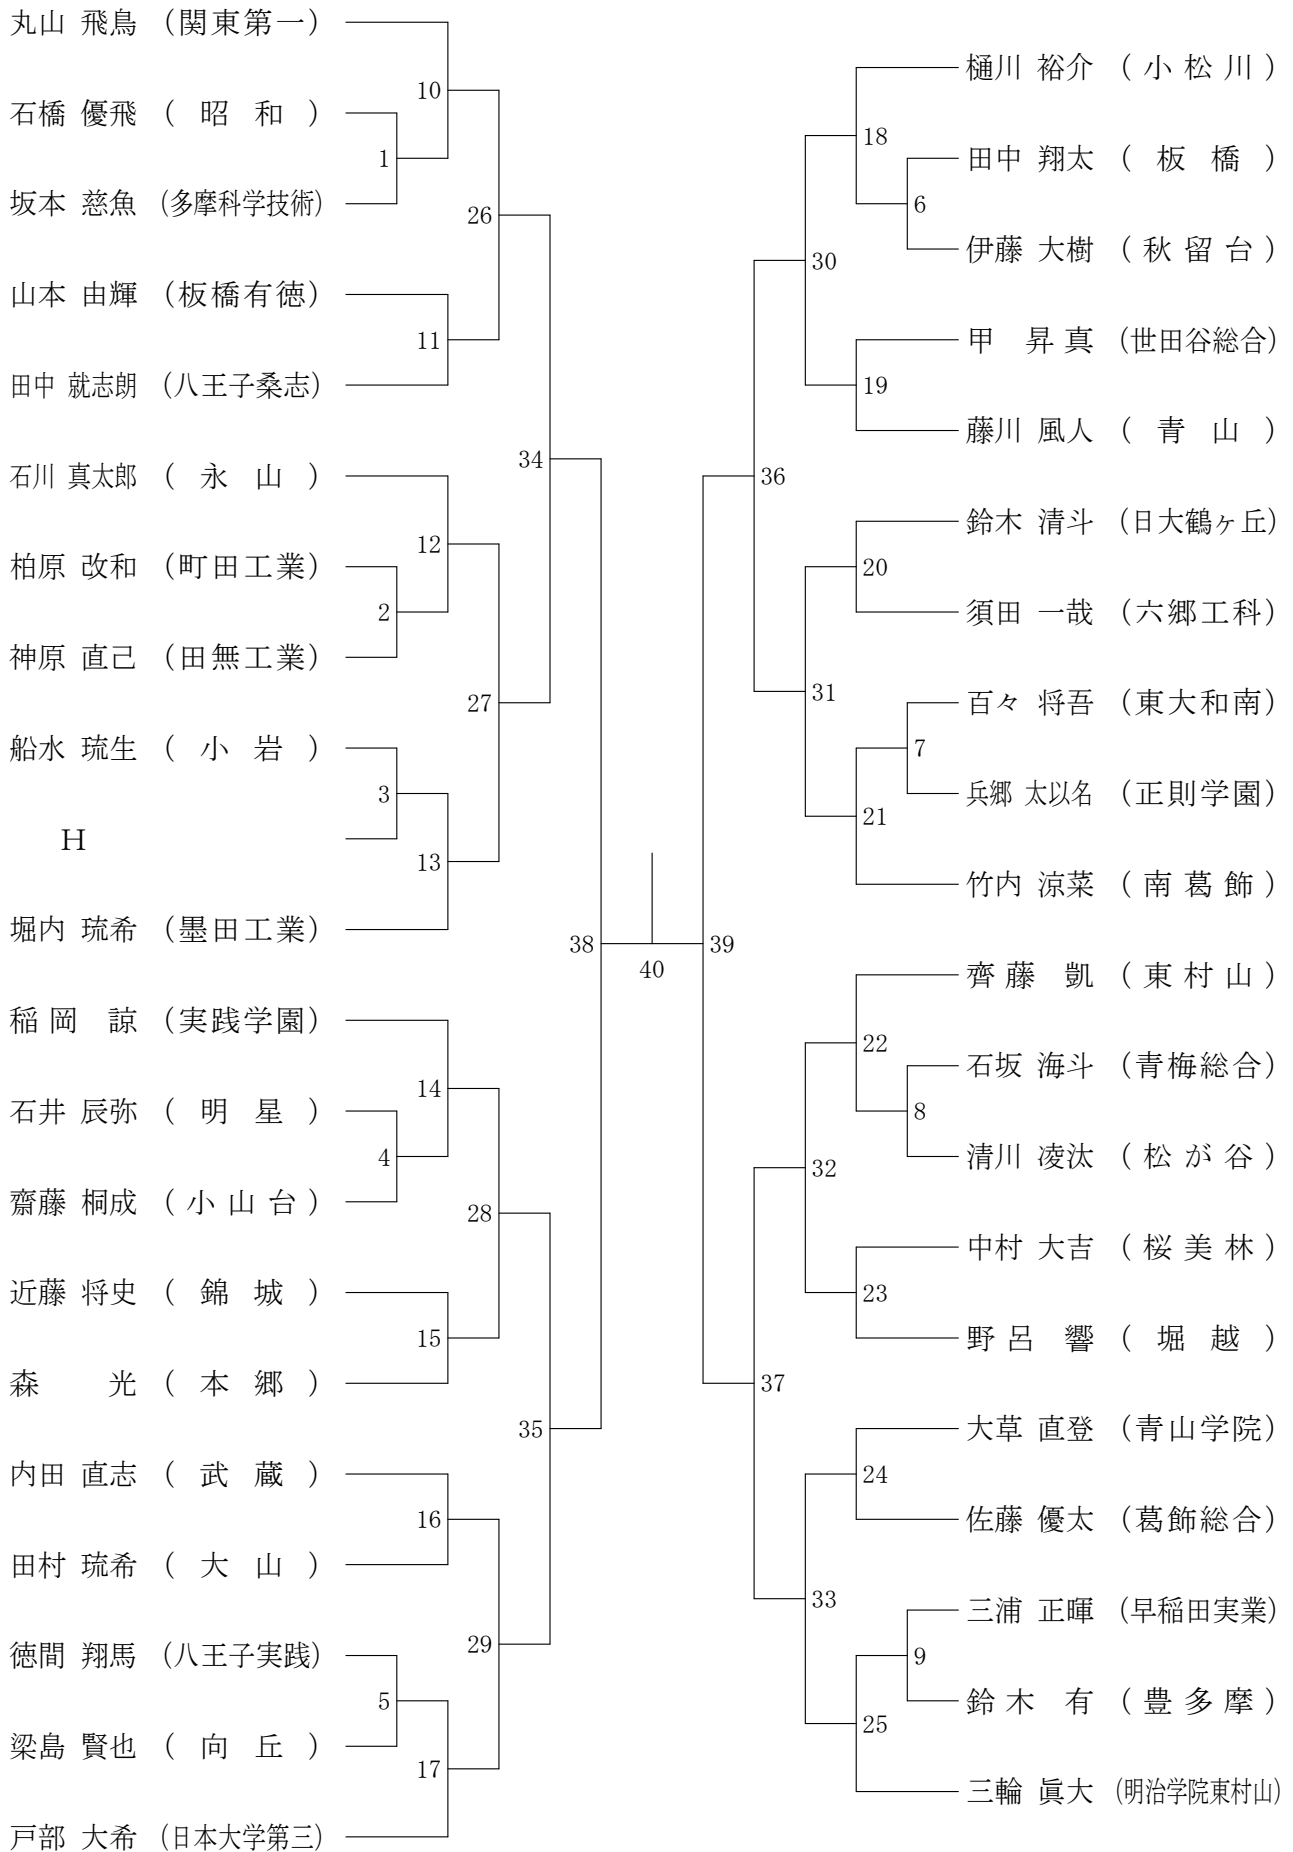 丸山 飛鳥 (関東第一)
石橋 優飛 ( 昭 和 )
坂本 慈魚 (多摩科学技術)
山本 由輝 (板橋有徳)
田中 就志朗 (八王子桑志)
石川 真太郎 ( 永 山 )
柏原 改和 (町田工業)
神原 直己 (田無工業)
船水 琉生 ( 小 岩 )
H
堀内 琉希 (墨田工業)
稲岡 諒 (実践学園)
石井 辰弥 ( 明 星 )
齋藤 桐成 ( 小 山 台 )
近藤 将史 ( 錦 城 )
森 光 ( 本 郷 )
内田 直志 ( 武 蔵 )
田村 琉希 ( 大 山 )
徳間 翔馬 (八王子実践)
梁島 賢也 ( 向 丘 )
戸部 大希 (日本大学第三)
1
2
3
4
5
10
11
12
13
14
15
16
17
26
27
28
29
34
35
38
40
39
36
37
30
31
32
33
18
19
20
21
22
23
24
25
6
7
8
9
樋川 裕介 ( 小 松 川 )
田中 翔太 ( 板 橋 )
伊藤 大樹 ( 秋 留 台 )
甲 昇真 (世田谷総合)
藤川 風人 ( 青 山 )
鈴木 清斗 (日大鶴ヶ丘)
須田 一哉 (六郷工科)
百々 将吾 (東大和南)
兵郷 太以名 (正則学園)
竹内 涼菜 ( 南 葛 飾 )
齊藤 凱 ( 東 村 山 )
石坂 海斗 (青梅総合)
清川 凌汰 ( 松 が 谷 )
中村 大吉 ( 桜 美 林 )
野呂 響 ( 堀 越 )
大草 直登 (青山学院)
佐藤 優太 (葛飾総合)
三浦 正暉 (早稲田実業)
鈴木 有 ( 豊 多 摩 )
三輪 眞大 (明治学院東村山)